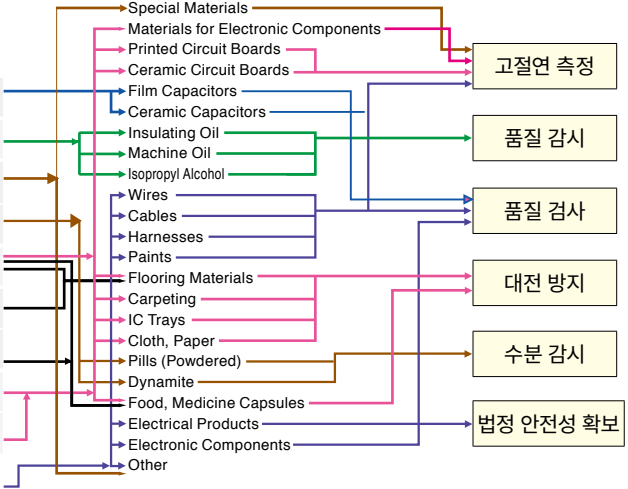 Special Materials
Materials for Electronic Components
Printed Circuit Boards
Ceramic Circuit Boards
Film Capacitors
Ceramic Capacitors
Insulating Oil
Machine Oil
Isopropyl Alcohol
Wires
Cables
Harnesses
Paints
Flooring Materials
Carpeting
IC Trays
Cloth, Paper
Pills (Powdered)
Dynamite
Food, Medicine Capsules
Electrical Products
Electronic Components
Other
고절연 측정
품질 감시
품질 검사
대전 방지
수분 감시
법정 안전성 확보